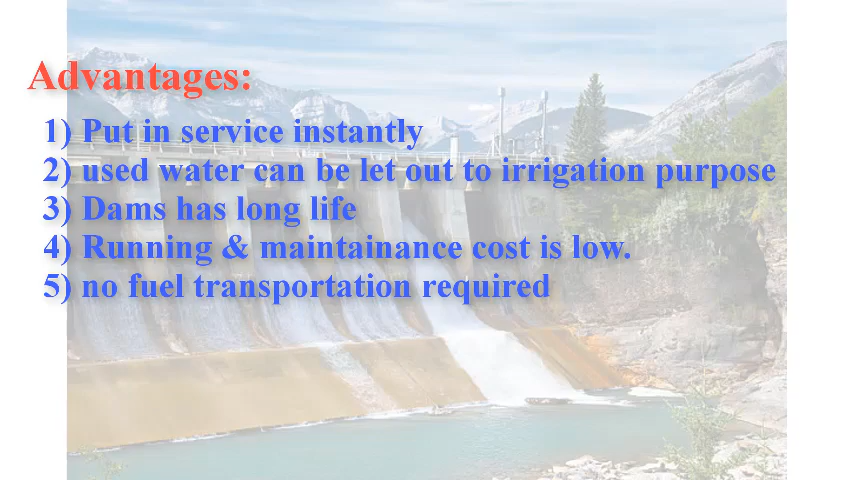 Advantages:
1) Put in service instantly
2) used water can be let out to irrigation purpose
3) Dams has long life
4) Running & maintainance cost is low.
5) no fuel transportation required